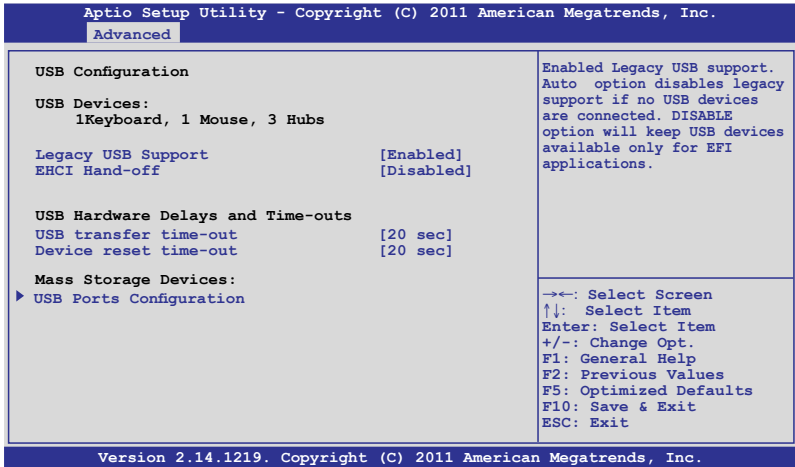 Aptio Setup Utility - Copyright (C) 2011 American Megatrends, Inc.
Advanced
USB Configuration
USB Devices:
1Keyboard, 1 Mouse, 3 Hubs
Legacy USB Support [Enabled]
EHCI Hand-off [Disabled]
USB Hardware Delays and Time-outs
USB transfer time-out [20 sec]
Device reset time-out [20 sec]
Mass Storage Devices:
USB Ports Configuration
Enabled Legacy USB support.
Auto option disables legacy
support if no USB devices
are connected. DISABLE
option will keep USB devices
available only for EFI
applications.
→←: Select Screen
↑↓: Select Item
Enter: Select Item
+/-: Change Opt.
F1: General Help
F2: Previous Values
F5: Optimized Defaults
F10: Save & Exit
ESC: Exit
Version 2.14.1219. Copyright (C) 2011 American Megatrends, Inc.